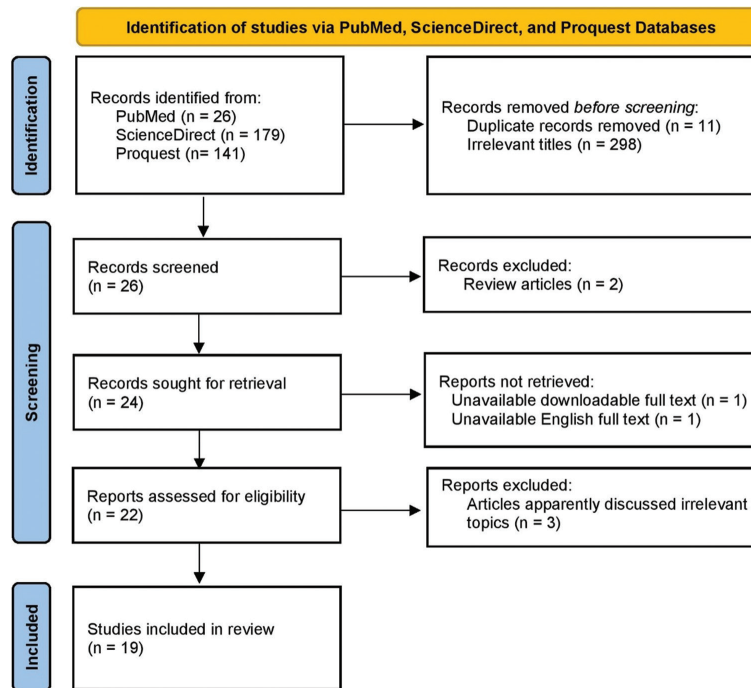 Identification of studies via PubMed, ScienceDirect, and Proquest Databases
Identification
Records identified from:
PubMed (n = 26)
ScienceDirect (n = 179)
Proquest (n= 141)
Records removed before screening:
Duplicate records removed (n = 11)
Irrelevant titles (n = 298)
Screening
Records screened
(n = 26)
Records excluded:
Review articles (n = 2)
Records sought for retrieval
(n = 24)
Reports not retrieved:
Unavailable downloadable full text (n = 1)
Unavailable English full text (n = 1)
Reports assessed for eligibility
(n = 22)
Reports excluded:
Articles apparently discussed irrelevant
topics (n = 3)
Included
Studies included in review
(n = 19)